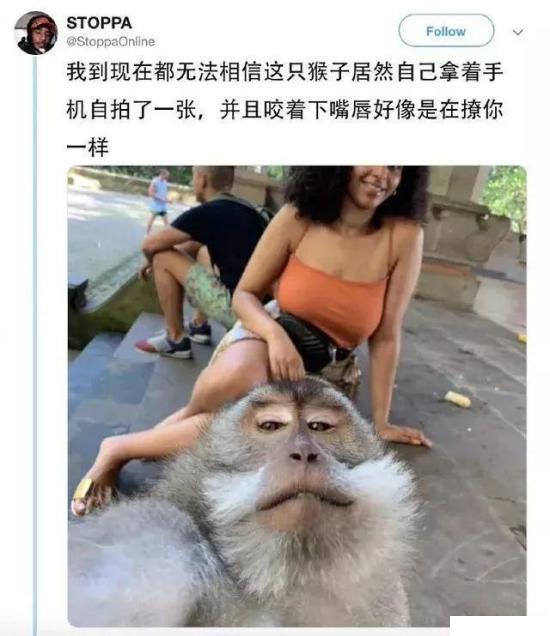 STOPPA
@StoppaOnline
Follow
我到现在都无法相信这只猴子居然自己拿着手
机自拍了一张，并且咬着下嘴唇好像是在撩你
一样